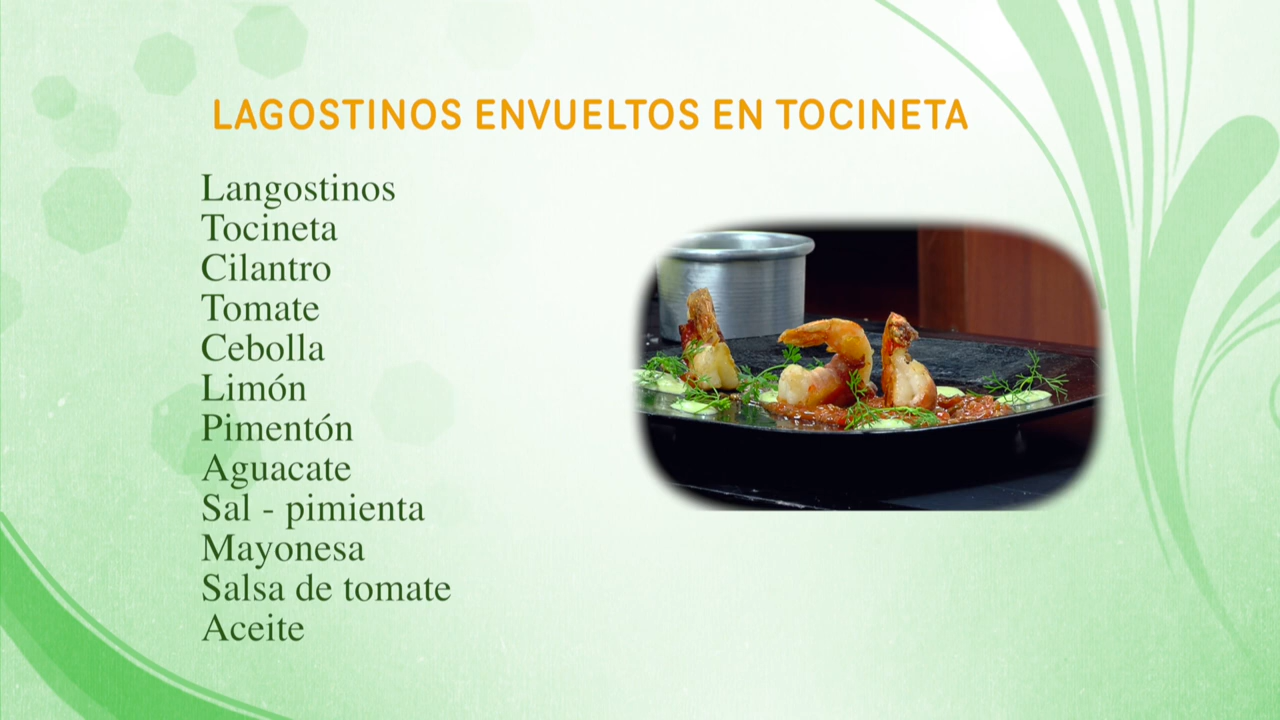 LAGOSTINOS ENVUELTOS EN TOCINETA
Langostinos
Tocineta
Cilantro
Tomate
Cebolla
Limón
Pimentón
Aguacate
Sal - pimienta
Mayonesa
Salsa de tomate
Aceite